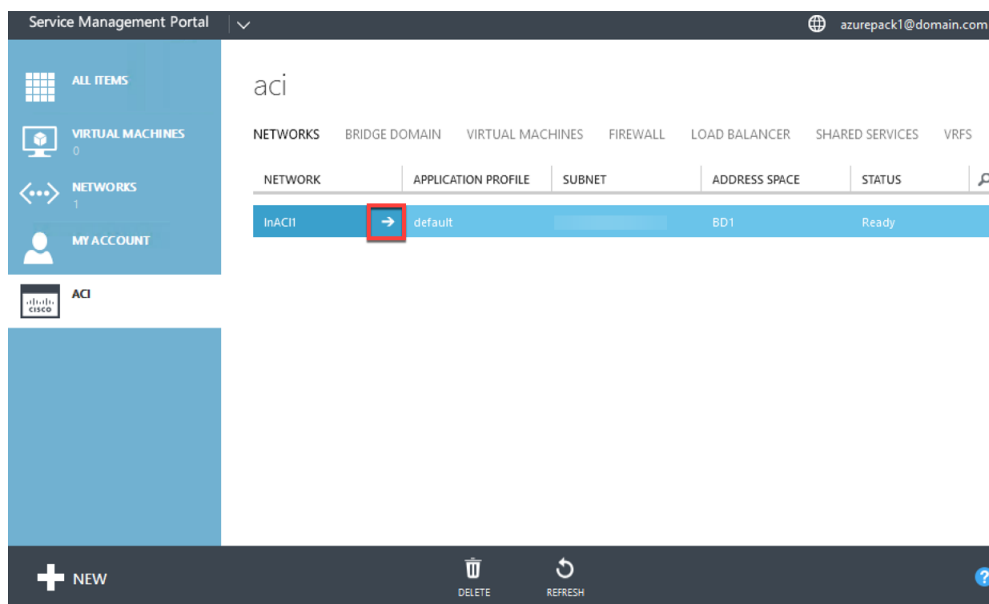 Service Management Portal
azurepack1@domain.com
ALL ITEMS
VIRTUAL MACHINES
0
NETWORKS
1
MY ACCOUNT
ACI
CISCO
aci
NETWORKS BRIDGE DOMAIN VIRTUAL MACHINES FIREWALL LOAD BALANCER SHARED SERVICES VRFS
NETWORK APPLICATION PROFILE SUBNET ADDRESS SPACE STATUS
InACI1 default BD1 Ready
NEW
DELETE
REFRESH
?